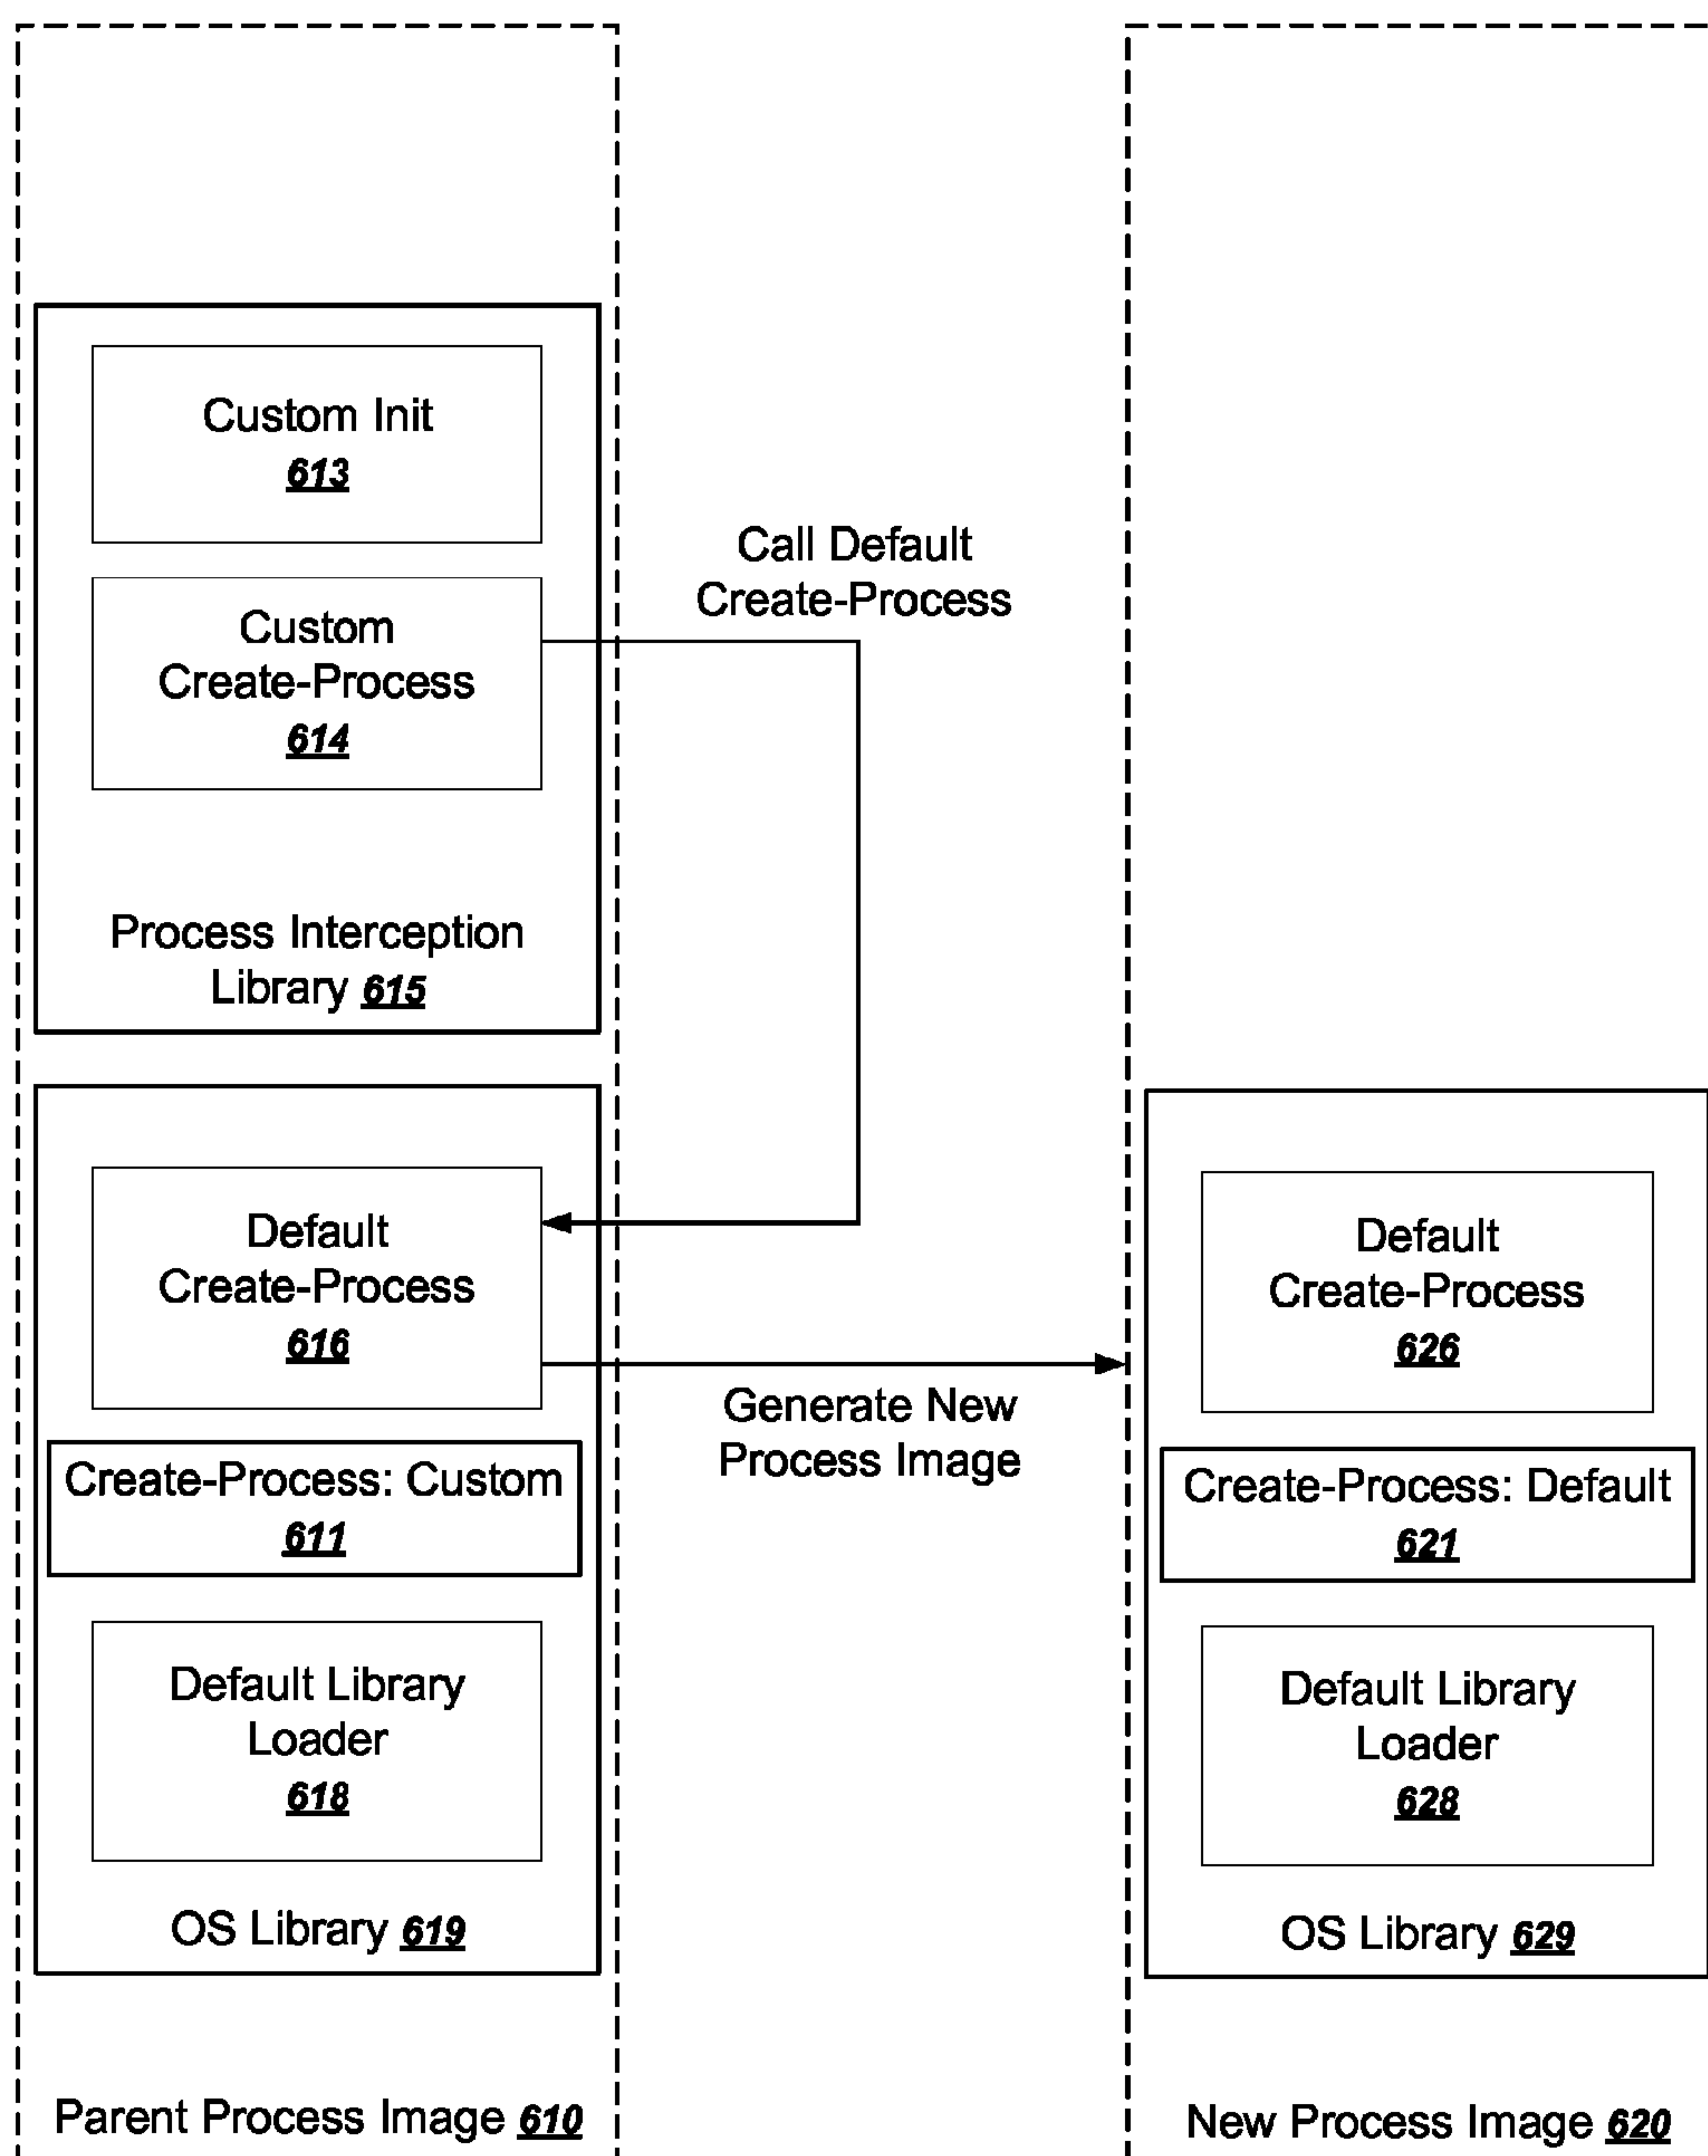 Custom Init
613
Custom
Create-Process
614
Process Interception
Library 615
Call Default
Create-Process
Default
Create-Process
616
Generate New
Process Image
Create-Process: Custom
611
Default Library
Loader
618
OS Library 619
Parent Process Image 610
Default
Create-Process
626
Create-Process: Default
621
Default Library
Loader
628
OS Library 629
New Process Image 620